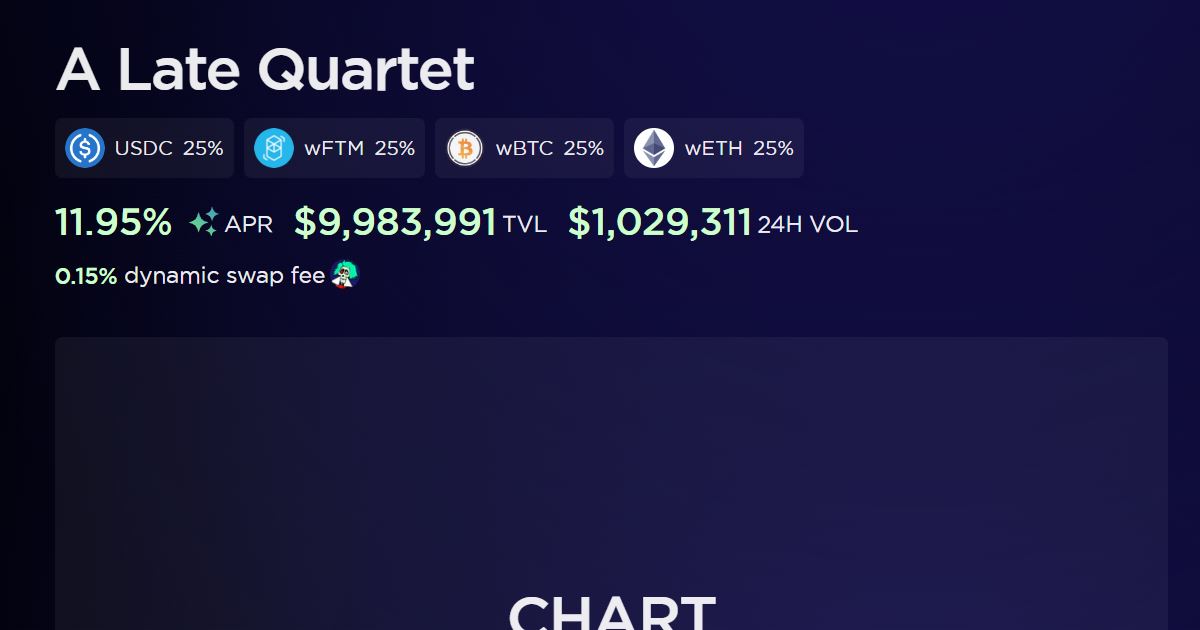 A Late Quartet
USDC 25% wFTM 25% wBTC 25% wETH 25%
11.95% APR $9,983,991 TVL $1,029,311 24H VOL
0.15% dynamic swap fee
CHART